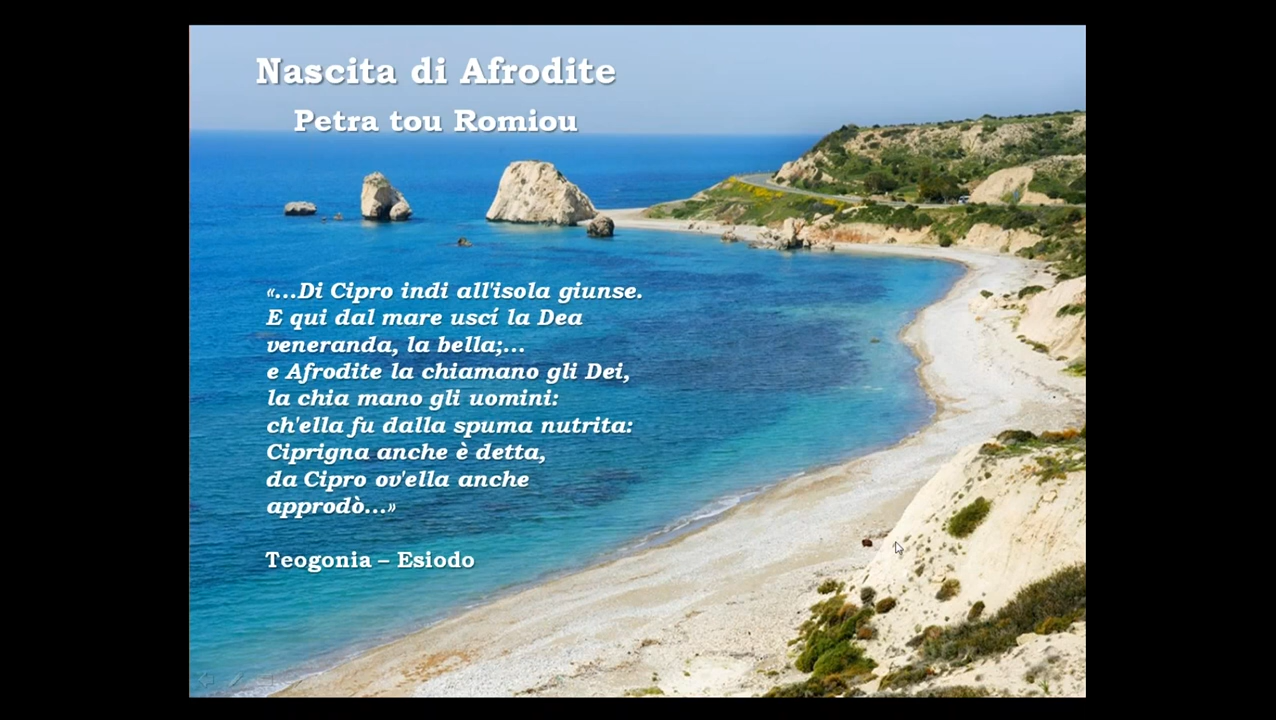 Nascita di Afrodite
Petra tou Romiou
«...Di Cipro indi all'isola giunse.
E qui dal mare uscí la Dea
veneranda, la bella;...
e Afrodite la chiamano gli Dei,
la chia mano gli uomini:
ch'ella fu dalla spuma nutrita:
Ciprigna anche è detta,
da Cipro ov'ella anche
approdò...»
Teogonia – Esiodo